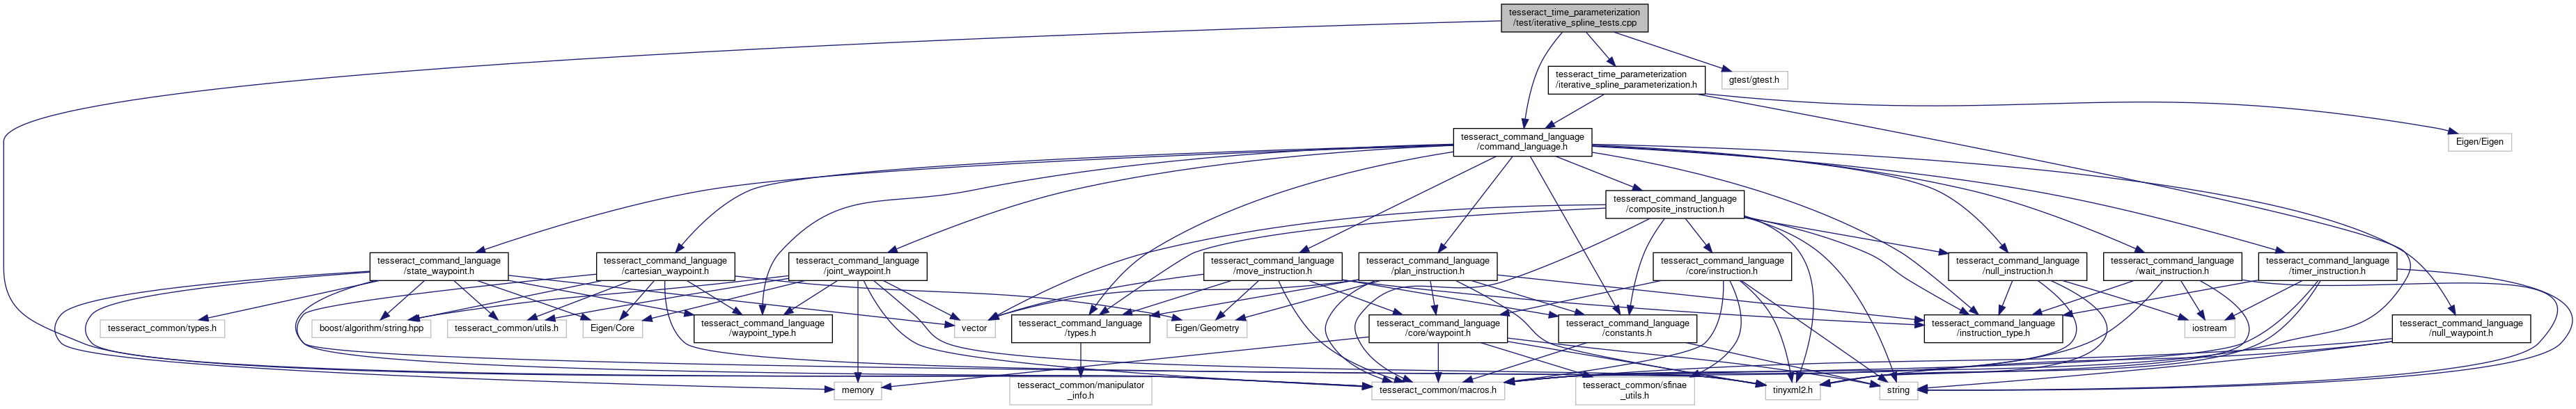 tesseract_time_parameterization
/test/iterative_spline_tests.cpp
tesseract_time_parameterization
/iterative_spline_parameterization.h
gtest/gtest.h
tesseract_command_language
/command_language.h
Eigen/Eigen
tesseract_command_language
/composite_instruction.h
tesseract_command_language
/state_waypoint.h
tesseract_command_language
/cartesian_waypoint.h
tesseract_command_language
/joint_waypoint.h
tesseract_command_language
/move_instruction.h
tesseract_command_language
/plan_instruction.h
tesseract_command_language
/core/instruction.h
tesseract_command_language
/null_instruction.h
tesseract_command_language
/wait_instruction.h
tesseract_command_language
/timer_instruction.h
tesseract_common/types.h
boost/algorithm/string.hpp
tesseract_common/utils.h
Eigen/Core
tesseract_command_language
/waypoint_type.h
vector
tesseract_command_language
/types.h
Eigen/Geometry
tesseract_command_language
/core/waypoint.h
tesseract_command_language
/constants.h
tesseract_command_language
/instruction_type.h
iostream
tesseract_command_language
/null_waypoint.h
memory
tesseract_common/manipulator
_info.h
tesseract_common/macros.h
tesseract_common/sfinae
_utils.h
tinyxml2.h
string